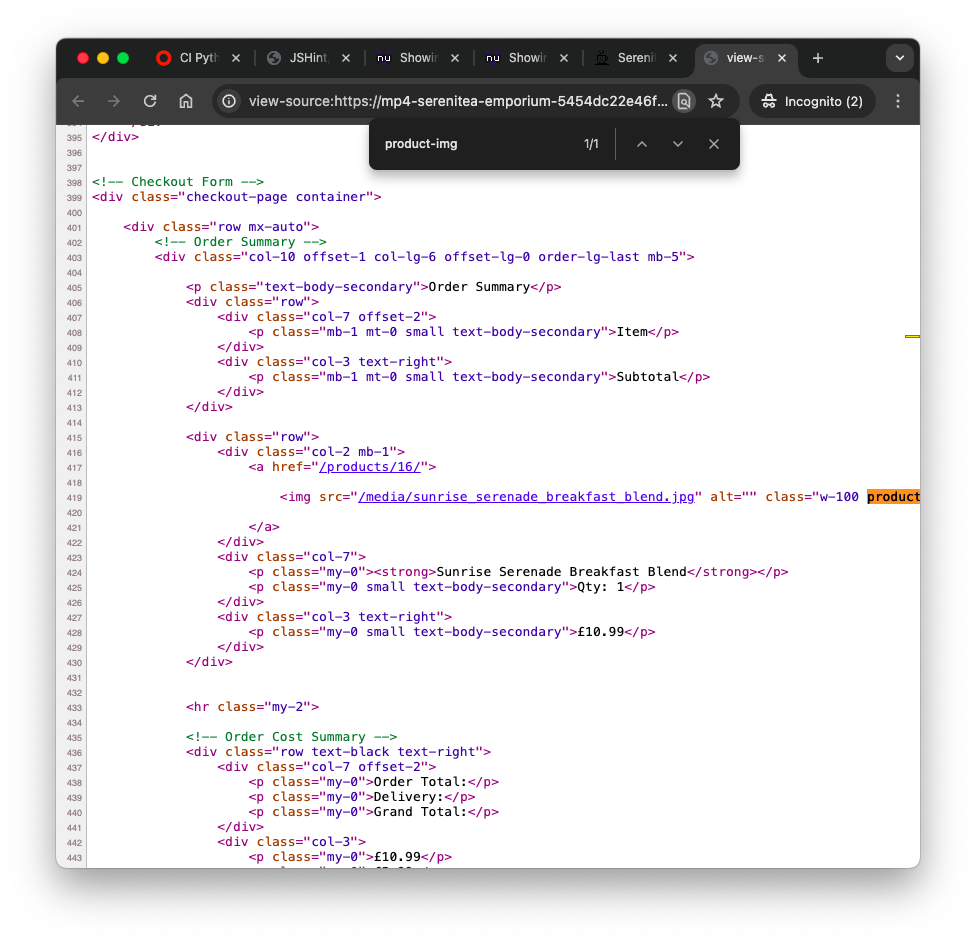 CI Pyth
JSHint,
nu Showin
nu Showin
Serenit
view-s
view-source:https://mp4-serenitea-emporium-5454dc22e46f...
Incognito (2)
product-img 1/1
395 </div>
396
397
398 <!-- Checkout Form -->
399 <div class="checkout-page container">
400
401 <div class="row mx-auto">
402 <!-- Order Summary -->
403 <div class="col-10 offset-1 col-lg-6 offset-lg-0 order-lg-last mb-5">
404
405 <p class="text-body-secondary">Order Summary</p>
406 <div class="row">
407 <div class="col-7 offset-2">
408 <p class="mb-1 mt-0 small text-body-secondary">Item</p>
409 </div>
410 <div class="col-3 text-right">
411 <p class="mb-1 mt-0 small text-body-secondary">Subtotal</p>
412 </div>
413 </div>
414
415 <div class="row">
416 <div class="col-2 mb-1">
417 <a href="/products/16/">
418
419 <img src="/media/sunrise_serenade_breakfast_blend.jpg" alt="" class="w-100 product
420
421 </a>
422 </div>
423 <div class="col-7">
424 <p class="my-0"><strong>Sunrise Serenade Breakfast Blend</strong></p>
425 <p class="my-0 small text-body-secondary">Qty: 1</p>
426 </div>
427 <div class="col-3 text-right">
428 <p class="my-0 small text-body-secondary">£10.99</p>
429 </div>
430 </div>
431
432
433 <hr class="my-2">
434
435 <!-- Order Cost Summary -->
436 <div class="row text-black text-right">
437 <div class="col-7 offset-2">
438 <p class="my-0">Order Total:</p>
439 <p class="my-0">Delivery:</p>
440 <p class="my-0">Grand Total:</p>
441 </div>
442 <div class="col-3">
443 <p class="my-0">£10.99</p>